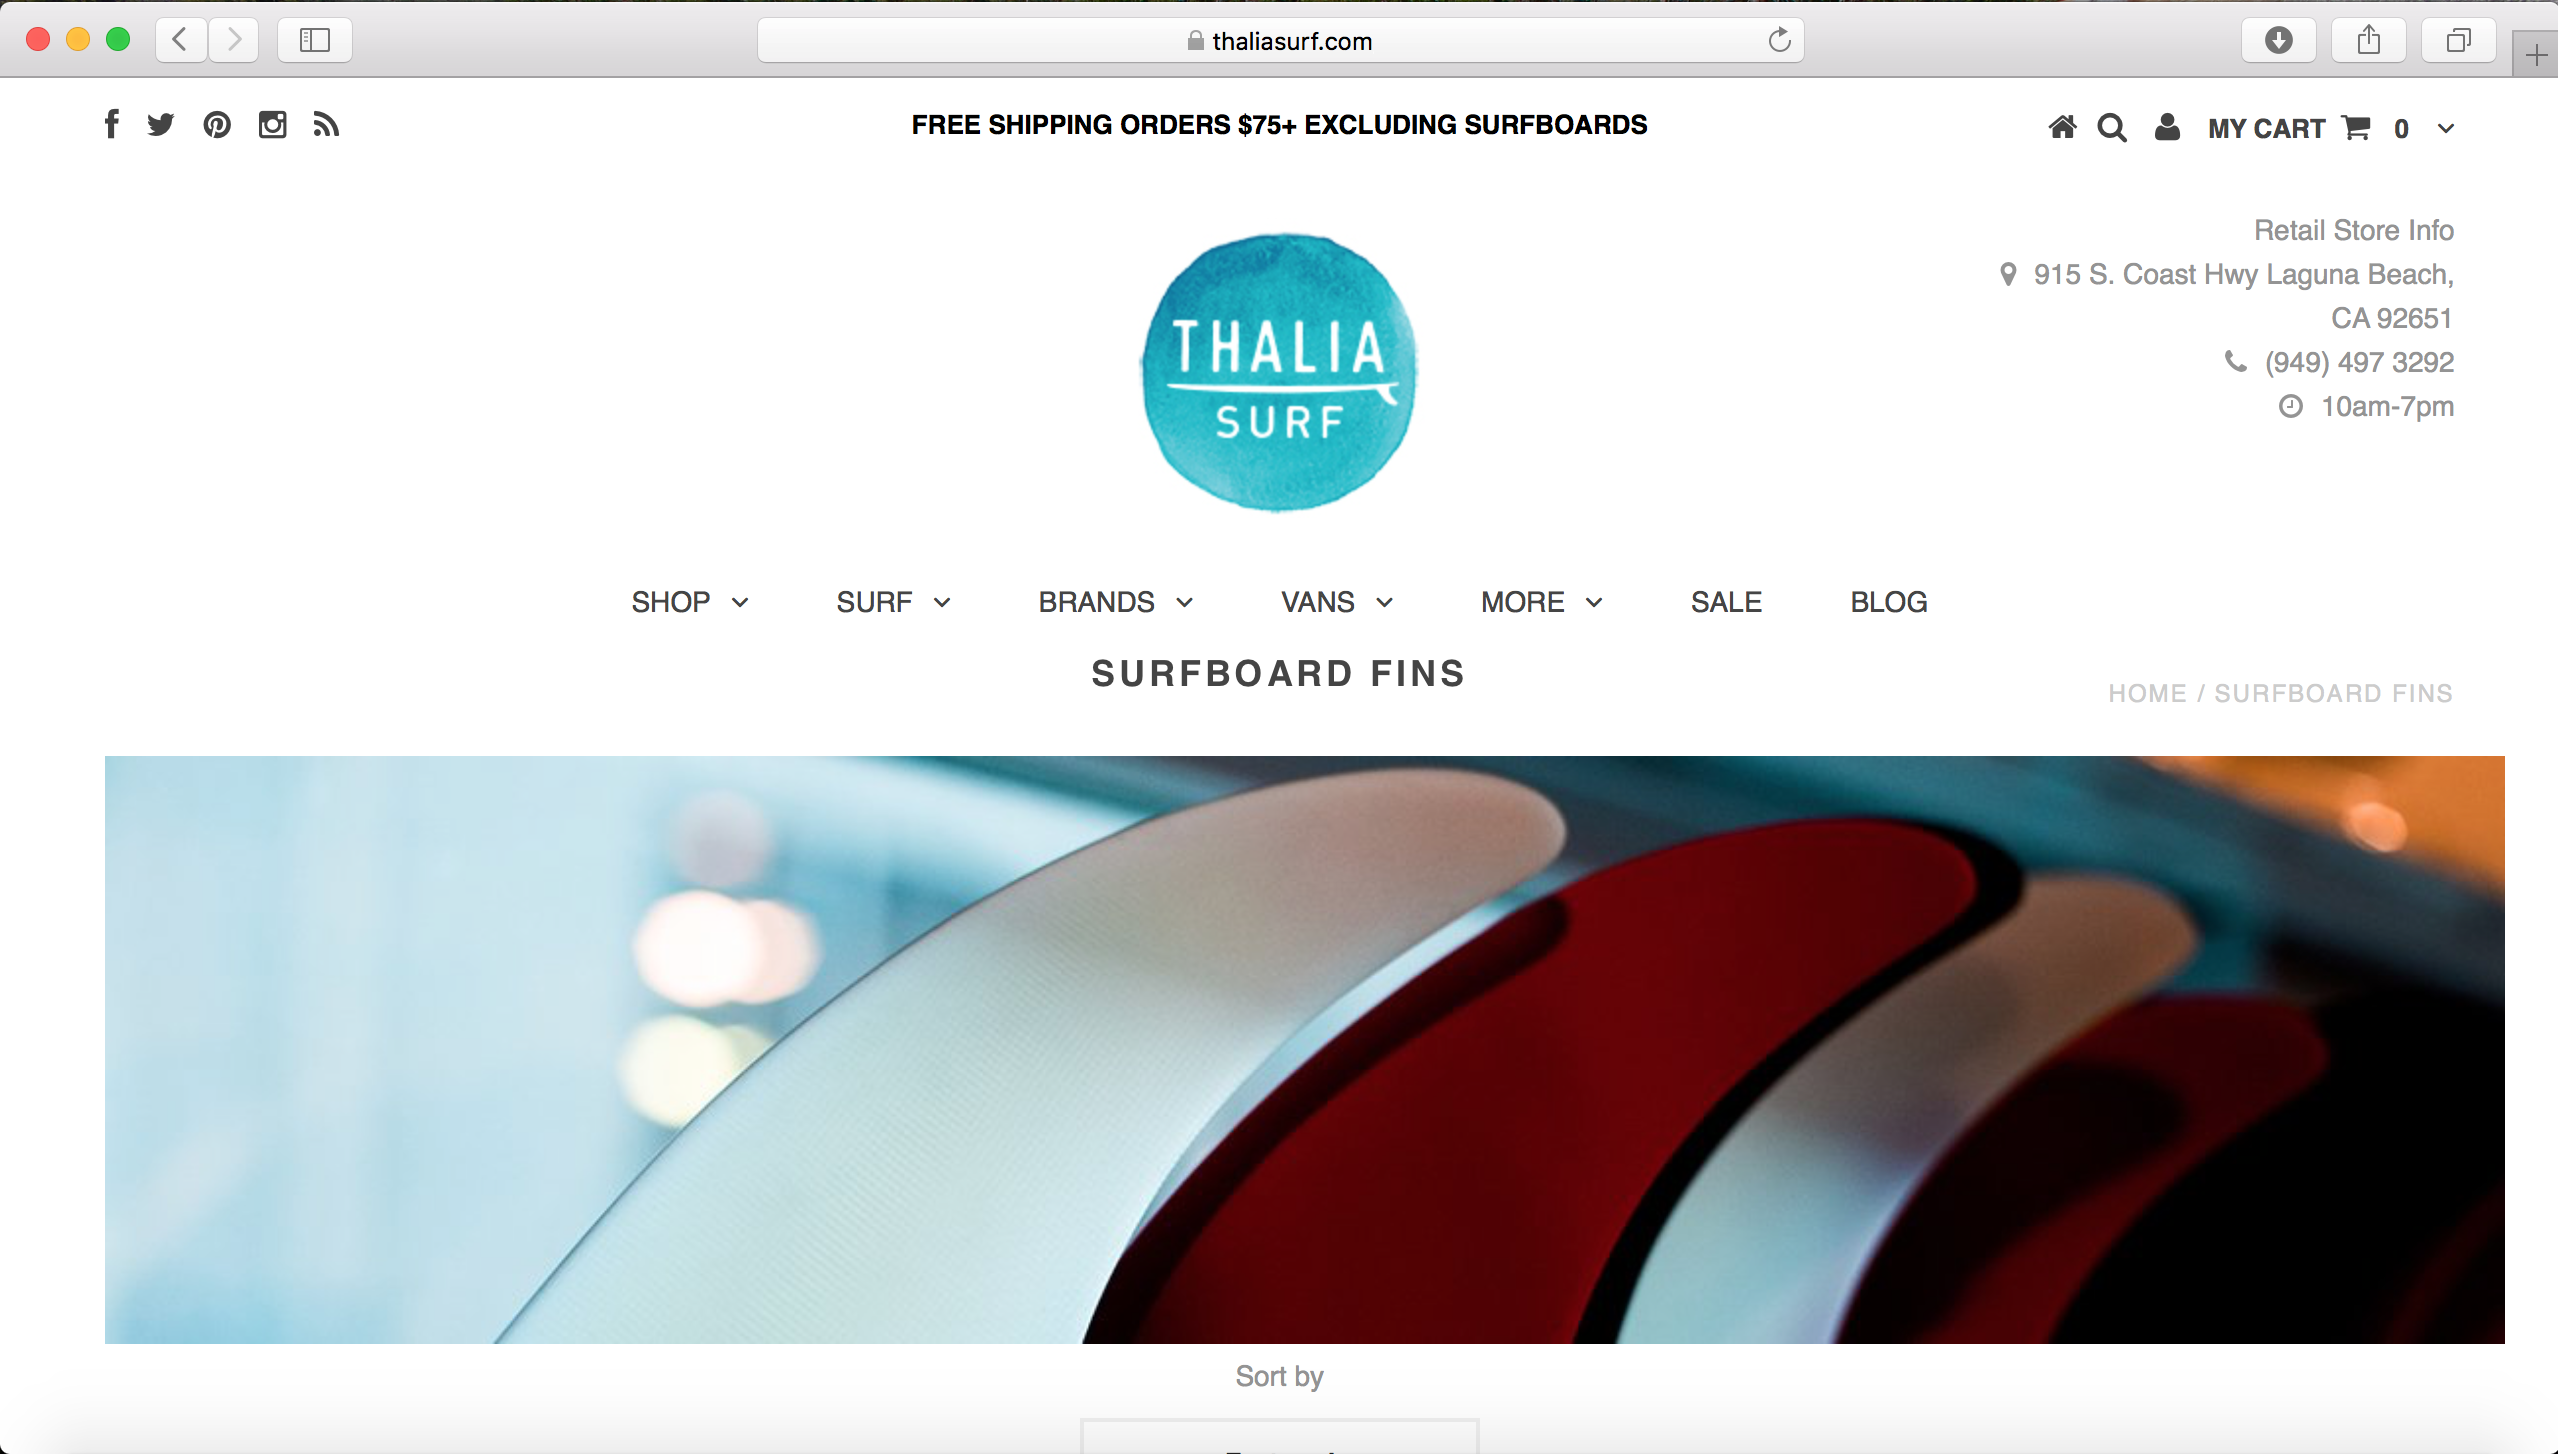 thaliasurf.com
FREE SHIPPING ORDERS $75+ EXCLUDING SURFBOARDS
MY CART 0
Retail Store Info
915 S. Coast Hwy Laguna Beach,
CA 92651
(949) 497 3292
10am-7pm
THALIA
SURF
SHOP SURF BRANDS VANS MORE SALE BLOG
SURFBOARD FINS
HOME / SURFBOARD FINS
Sort by